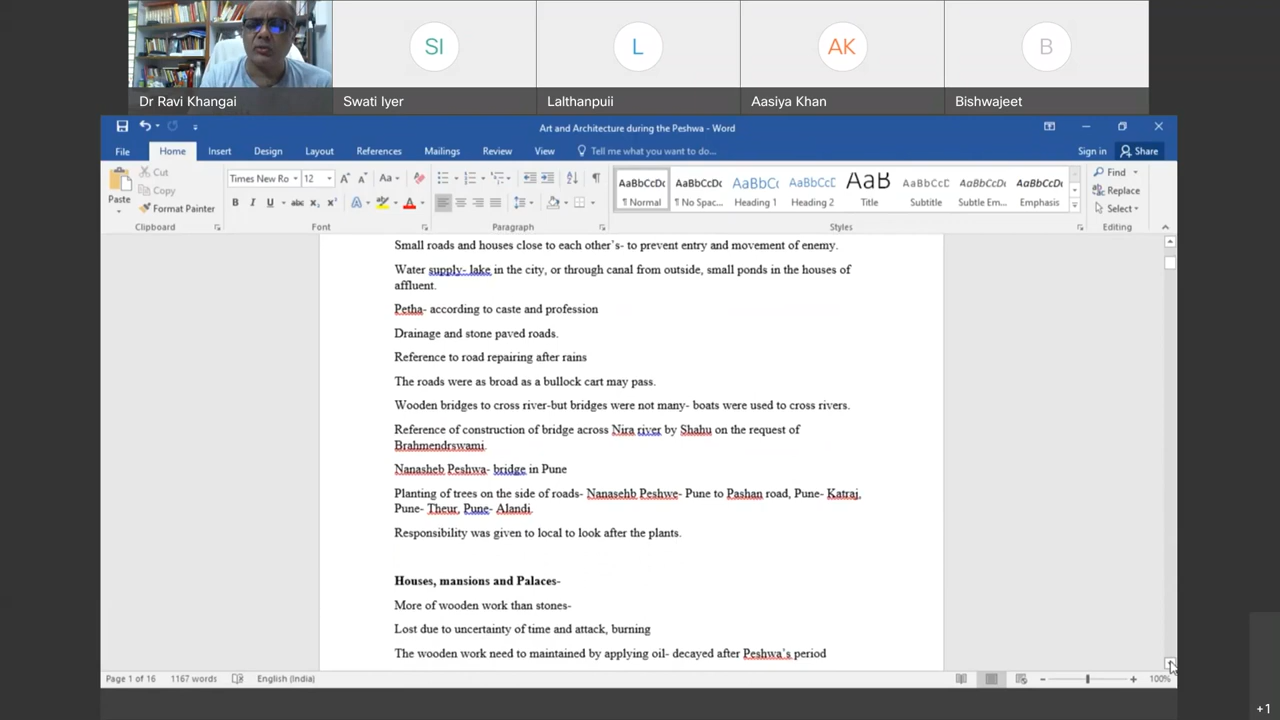 SI
L
AK
B
Dr Ravi Khangai
Swati Iyer
Lalthanpuii
Aasiya Khan
Bishwajeet
Art and Architecture during the Peshwa - Word
File
Home
Insert
Design
Layout
References
Mailings
Review
View
Tell me what you want to do...
Sign in
Share
Paste
Cut
Copy
Format Painter
Clipboard
Times New Ro
12
Font
Paragraph
AaBbCcDc
¶ Normal
AaBbCcDc
¶ No Spac...
AaBbC
Heading 1
AaBbCc
Heading 2
AaB
Title
AaBbCcD
Subtitle
AaBbCcDc
Subtle Em...
AaBbCcDc
Emphasis
Styles
Find
Replace
Select
Editing
Small roads and houses close to each other's- to prevent entry and movement of enemy.
Water supply- lake in the city, or through canal from outside, small ponds in the houses of
affluent.
Petha- according to caste and profession
Drainage and stone paved roads.
Reference to road repairing after rains
The roads were as broad as a bullock cart may pass.
Wooden bridges to cross river-but bridges were not many- boats were used to cross rivers.
Reference of construction of bridge across Nira river by Shahu on the request of
Brahmendrswami.
Nanasheb Peshwa- bridge in Pune
Planting of trees on the side of roads- Nanasehb Peshwe- Pune to Pashan road, Pune- Katraj,
Pune- Theur, Pune- Alandi.
Responsibility was given to local to look after the plants.
Houses, mansions and Palaces-
More of wooden work than stones-
Lost due to uncertainty of time and attack, burning
The wooden work need to maintained by applying oil- decayed after Peshwa's period
Page 1 of 16
1167 words
English (India)
100%
+1